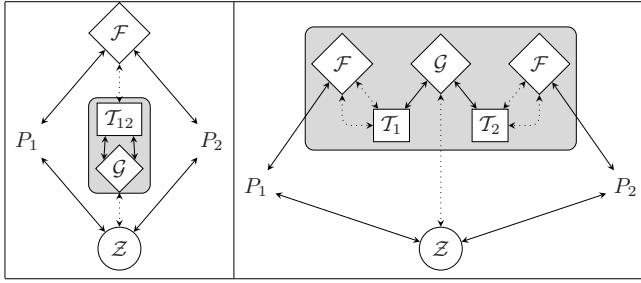 𝓕
𝓣₁₂
P₁ P₂
𝓖
𝓩
𝓕 𝓖 𝓕
𝓣₁ 𝓣₂
P₁ P₂
𝓩